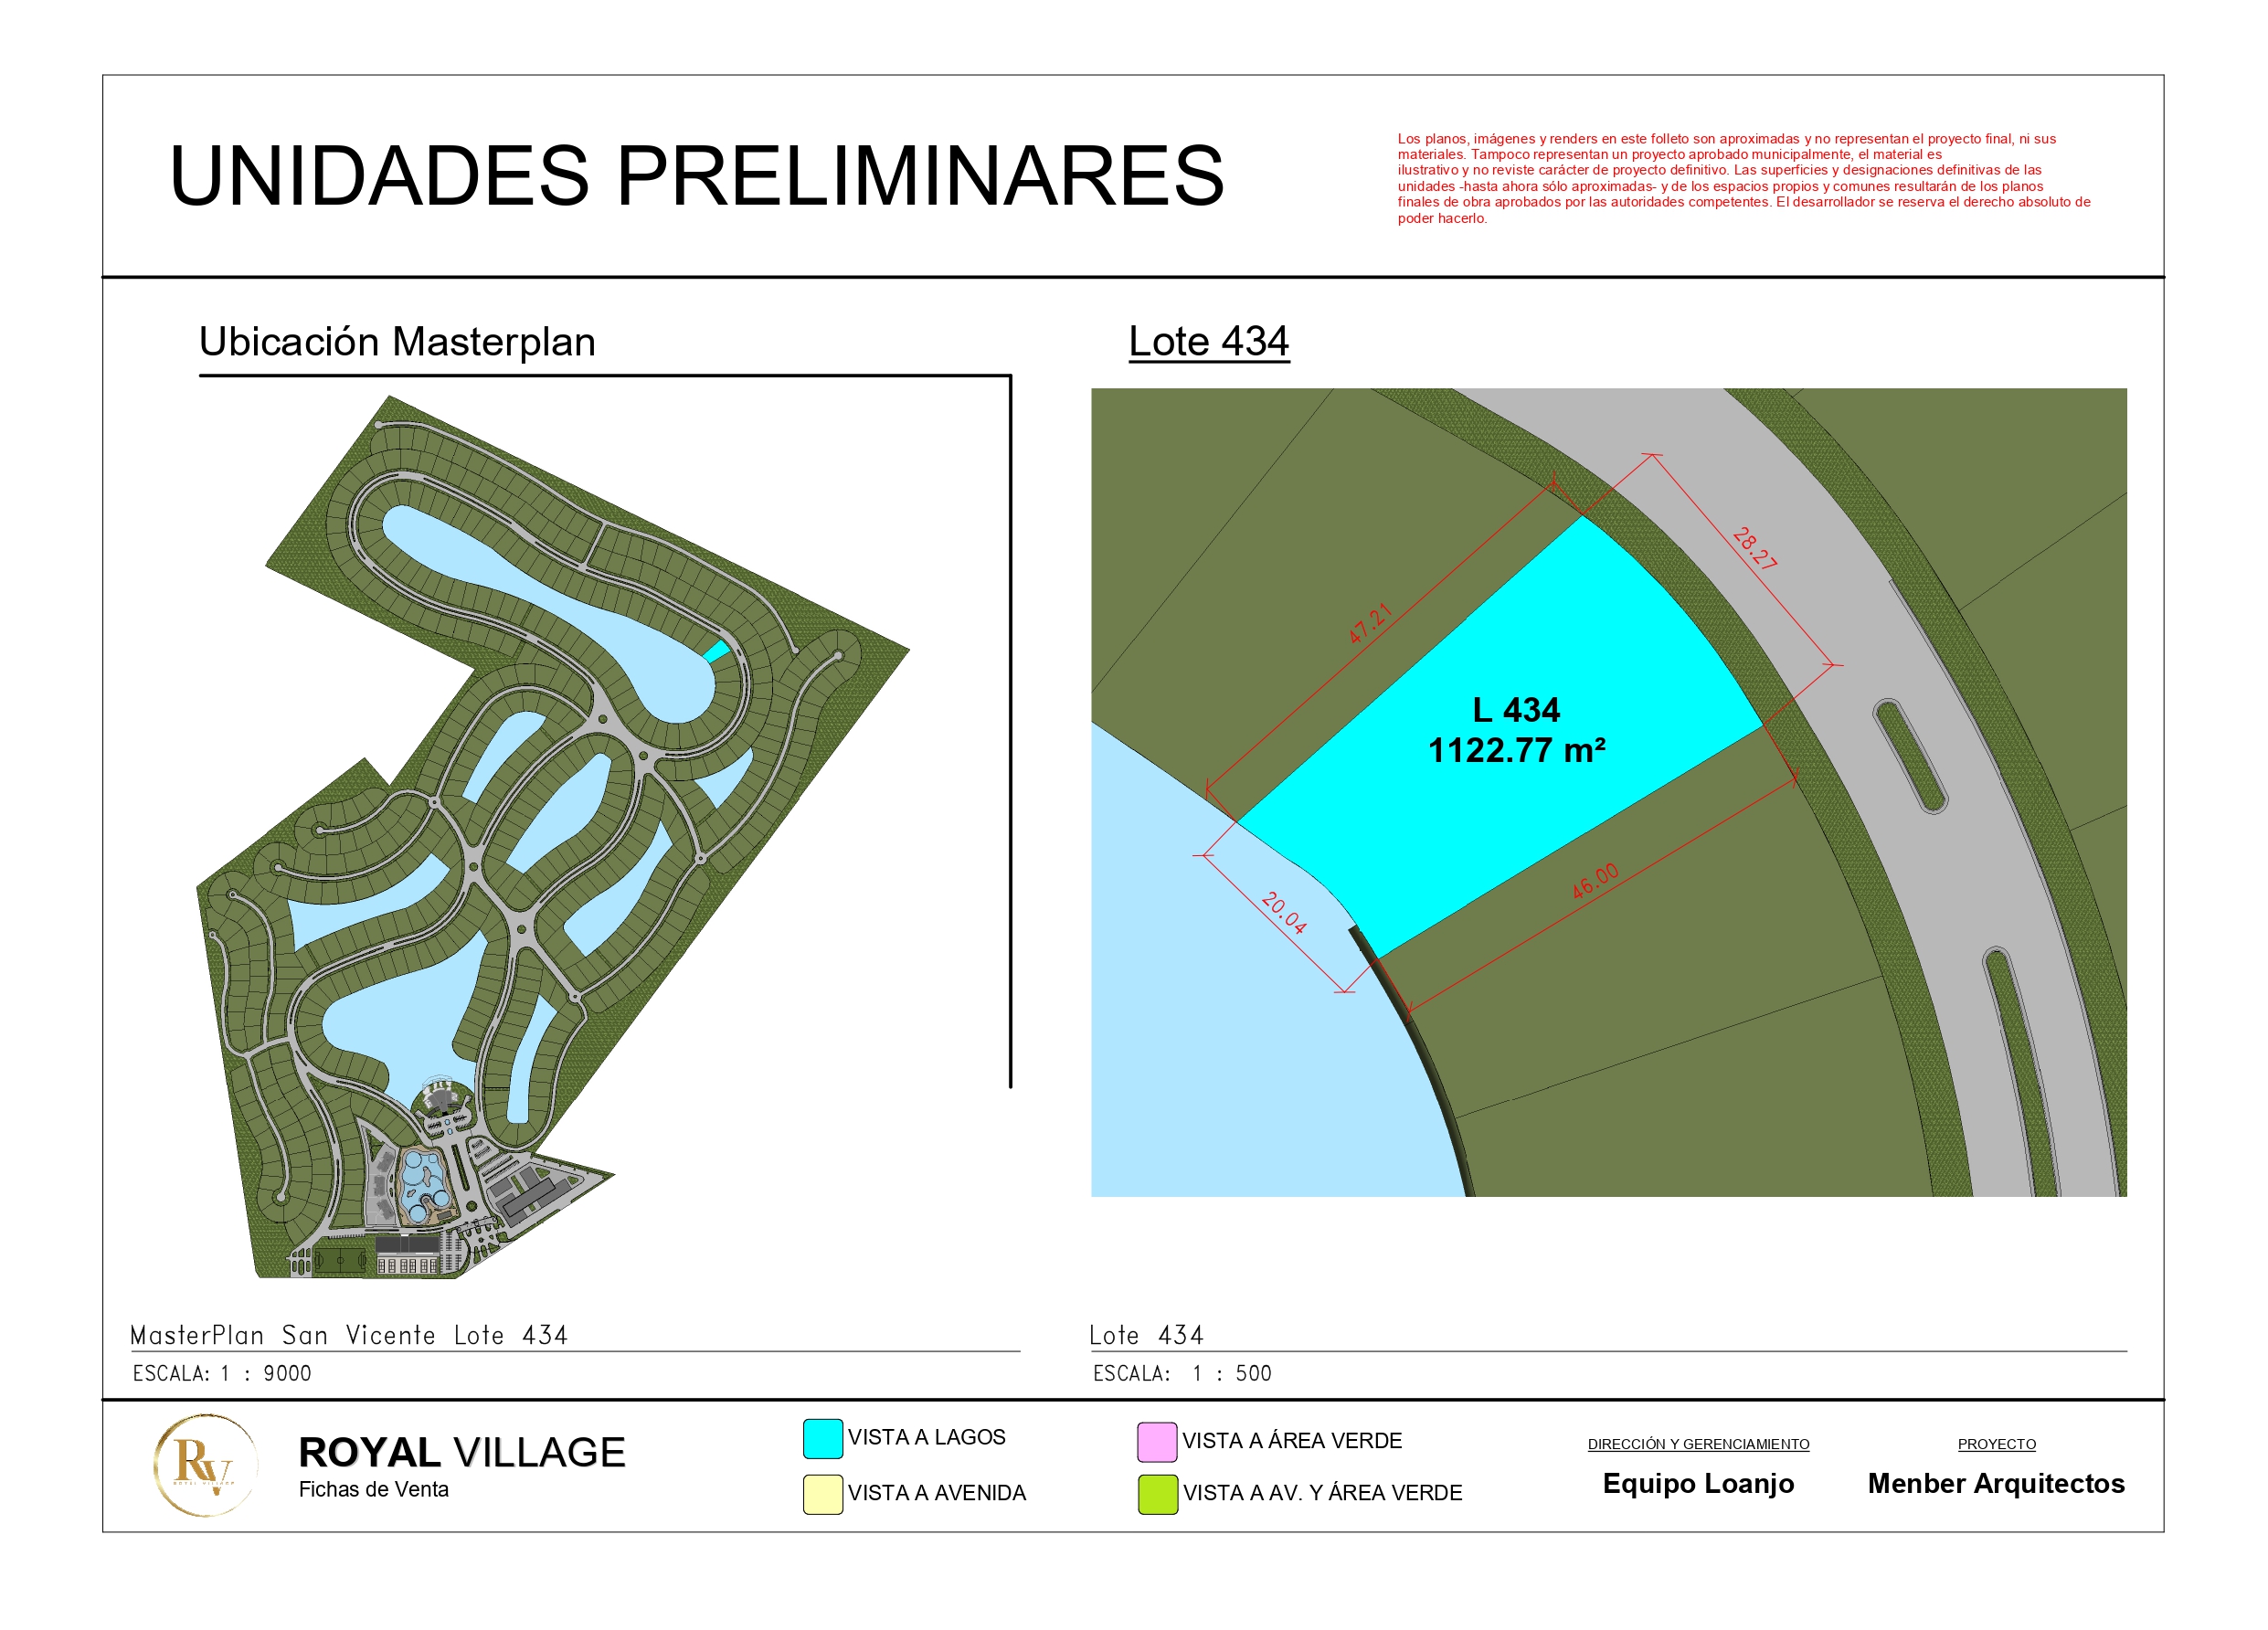 UNIDADES PRELIMINARES
Los planos, imágenes y renders en este folleto son aproximadas y no representan el proyecto final, ni sus
materiales. Tampoco representan un proyecto aprobado municipalmente, el material es
ilustrativo y no reviste carácter de proyecto definitivo. Las superficies y designaciones definitivas de las
unidades -hasta ahora sólo aproximadas- y de los espacios propios y comunes resultarán de los planos
finales de obra aprobados por las autoridades competentes. El desarrollador se reserva el derecho absoluto de
poder hacerlo.
Ubicación Masterplan
Lote 434
47.21
28.27
L 434
1122.77 m²
46.00
20.04
MasterPlan San Vicente Lote 434
ESCALA: 1 : 9000
Lote 434
ESCALA: 1 : 500
RV
ROYAL VILLAGE
ROYAL VILLAGE
Fichas de Venta
VISTA A LAGOS
VISTA A AVENIDA
VISTA A ÁREA VERDE
VISTA A AV. Y ÁREA VERDE
DIRECCIÓN Y GERENCIAMIENTO
Equipo Loanjo
PROYECTO
Menber Arquitectos